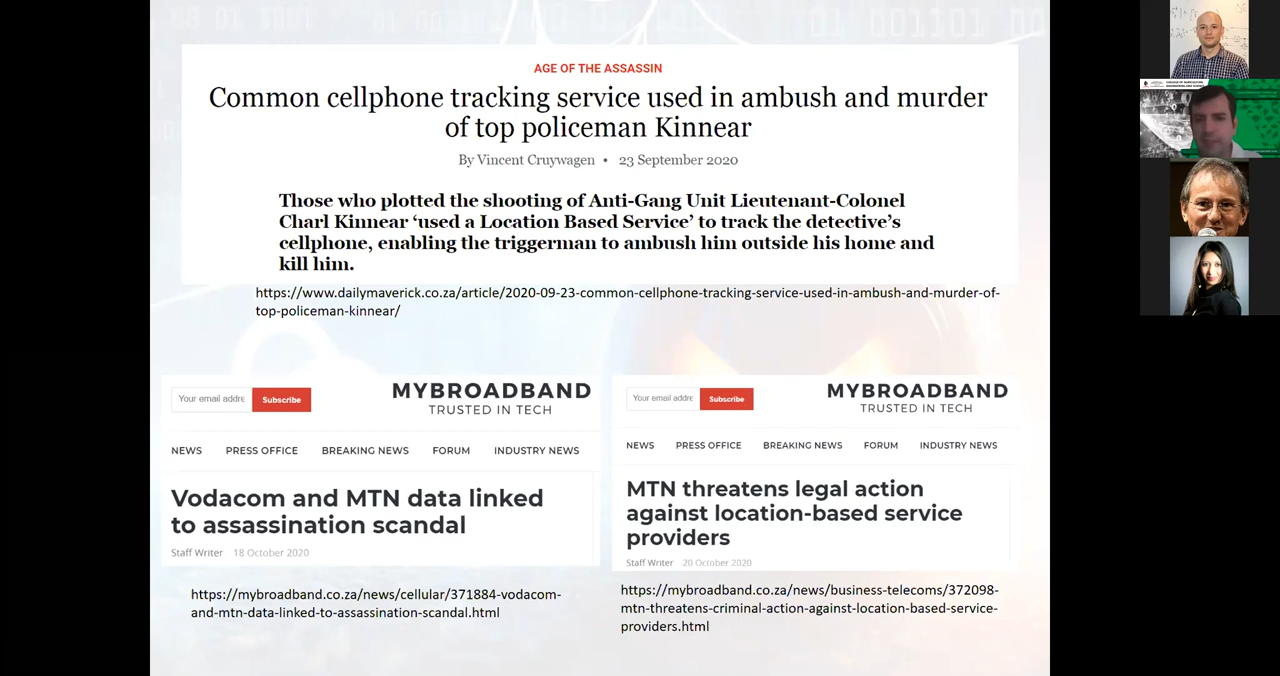 AGE OF THE ASSASSIN
Common cellphone tracking service used in ambush and murder
of top policeman Kinnear
By Vincent Cruywagen • 23 September 2020
Those who plotted the shooting of Anti-Gang Unit Lieutenant-Colonel
Charl Kinnear ‘used a Location Based Service’ to track the detective’s
cellphone, enabling the triggerman to ambush him outside his home and
kill him.
https://www.dailymaverick.co.za/article/2020-09-23-common-cellphone-tracking-service-used-in-ambush-and-murder-of-
top-policeman-kinnear/
Your email addre
Subscribe
MYBROADBAND
TRUSTED IN TECH
NEWS PRESS OFFICE BREAKING NEWS FORUM INDUSTRY NEWS
Vodacom and MTN data linked
to assassination scandal
Staff Writer 18 October 2020
https://mybroadband.co.za/news/cellular/371884-vodacom-
and-mtn-data-linked-to-assassination-scandal.html
Your email addre
Subscribe
MYBROADBAND
TRUSTED IN TECH
NEWS PRESS OFFICE BREAKING NEWS FORUM INDUSTRY NEWS
MTN threatens legal action
against location-based service
providers
Staff Writer 20 October 2020
https://mybroadband.co.za/news/business-telecoms/372098-
mtn-threatens-criminal-action-against-location-based-service-
providers.html